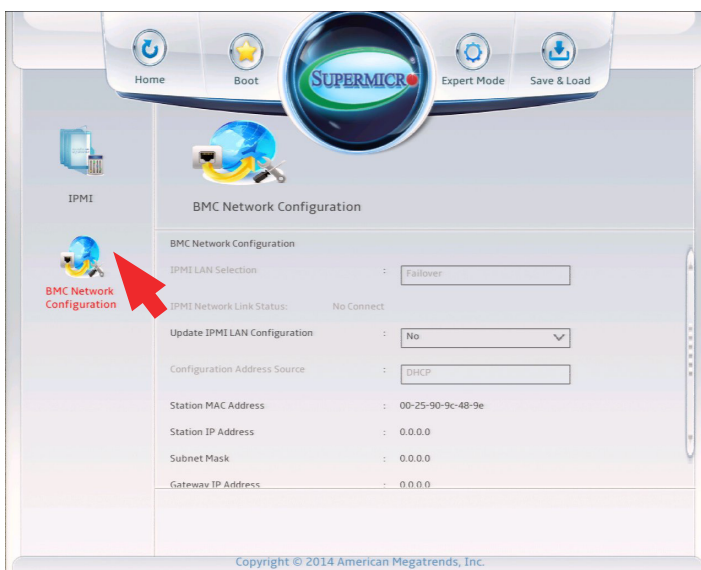 Home
Boot
SUPERMICRO
Expert Mode
Save & Load
IPMI
BMC Network
Configuration
BMC Network Configuration
BMC Network Configuration
IPMI LAN Selection : Failover
IPMI Network Link Status: No Connect
Update IPMI LAN Configuration : No
Configuration Address Source : DHCP
Station MAC Address : 00-25-90-9c-48-9e
Station IP Address : 0.0.0.0
Subnet Mask : 0.0.0.0
Gateway IP Address : 0.0.0.0
Copyright © 2014 American Megatrends, Inc.